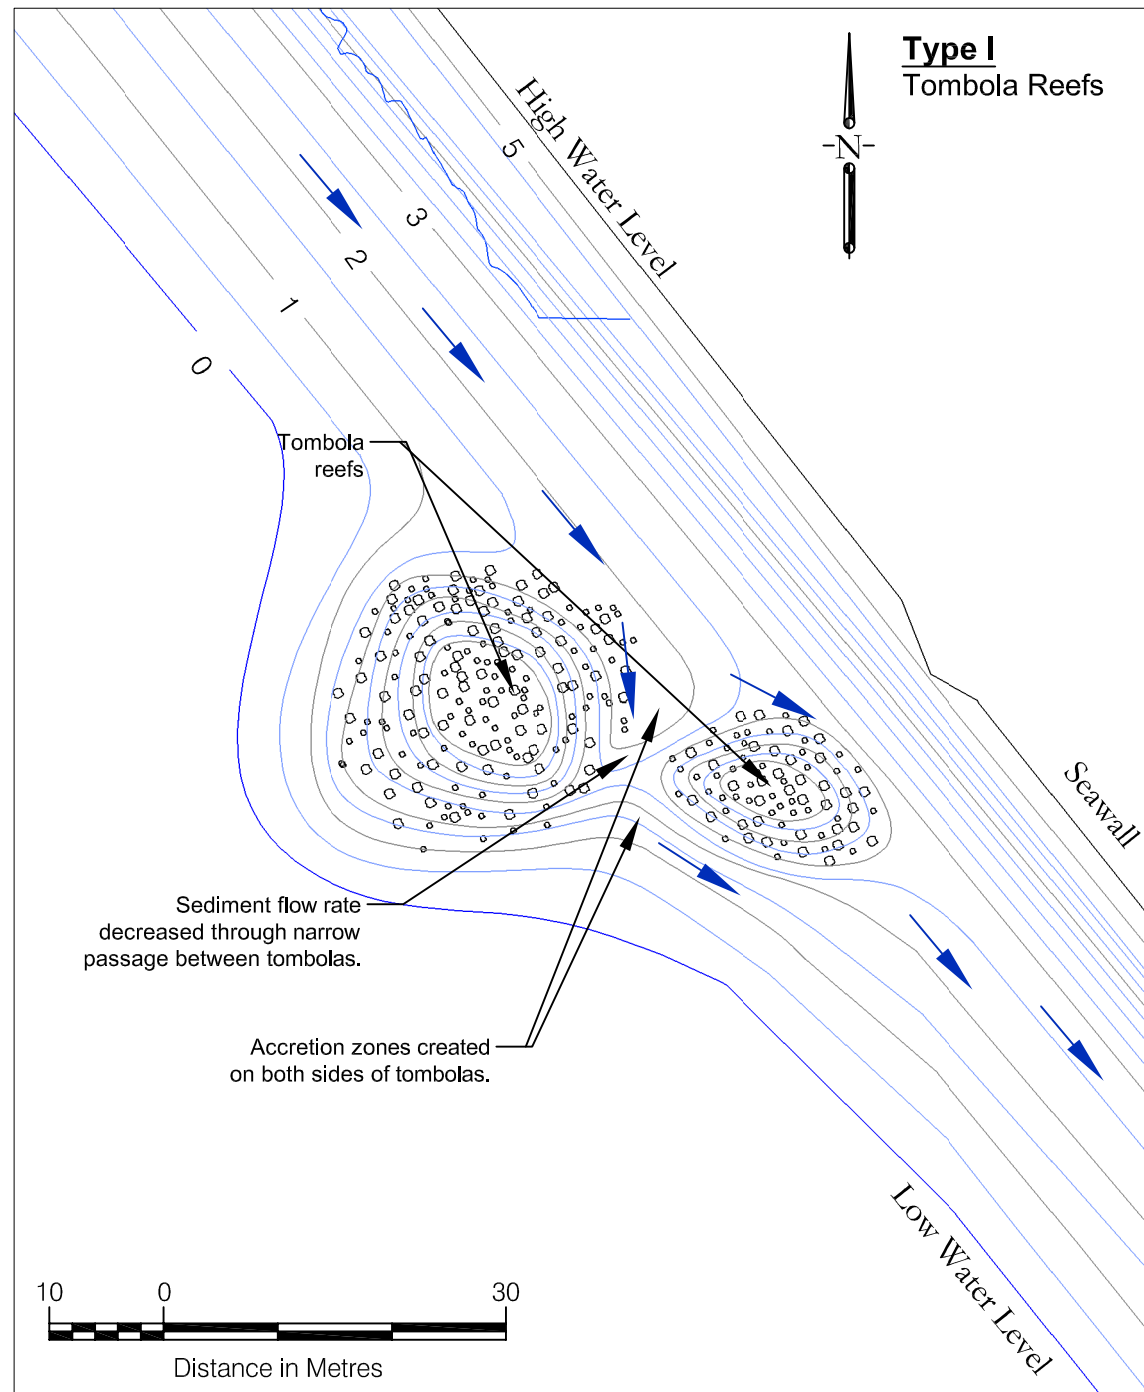 Type I
Tombola Reefs
N
High Water Level
5
3
2
1
0
Tombola
reefs
Seawall
Sediment flow rate
decreased through narrow
passage between tombolas.
Accretion zones created
on both sides of tombolas.
Low Water Level
10 0 30
Distance in Metres